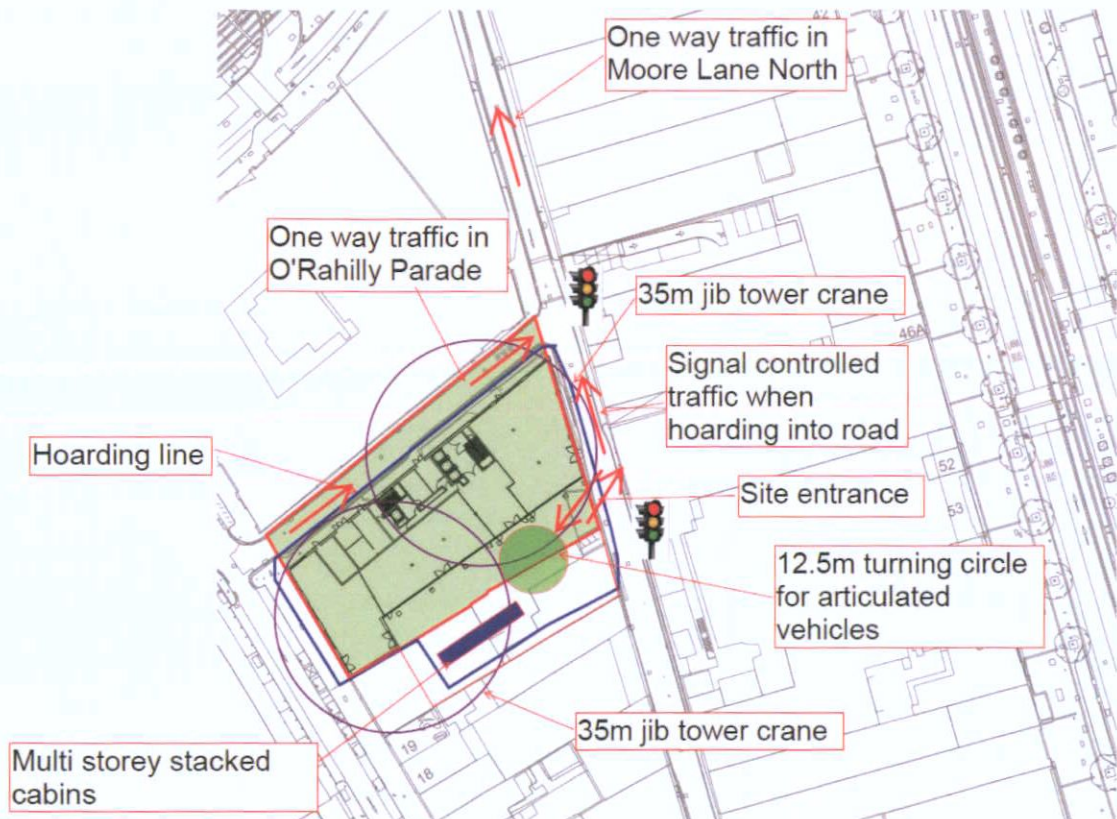 42
One way traffic in
Moore Lane North
One way traffic in
O'Rahilly Parade
35m jib tower crane
46A
Signal controlled
traffic when
hoarding into road
Hoarding line
52
Site entrance
53
12.5m turning circle
for articulated
vehicles
35m jib tower crane
19
18
Multi storey stacked
cabins